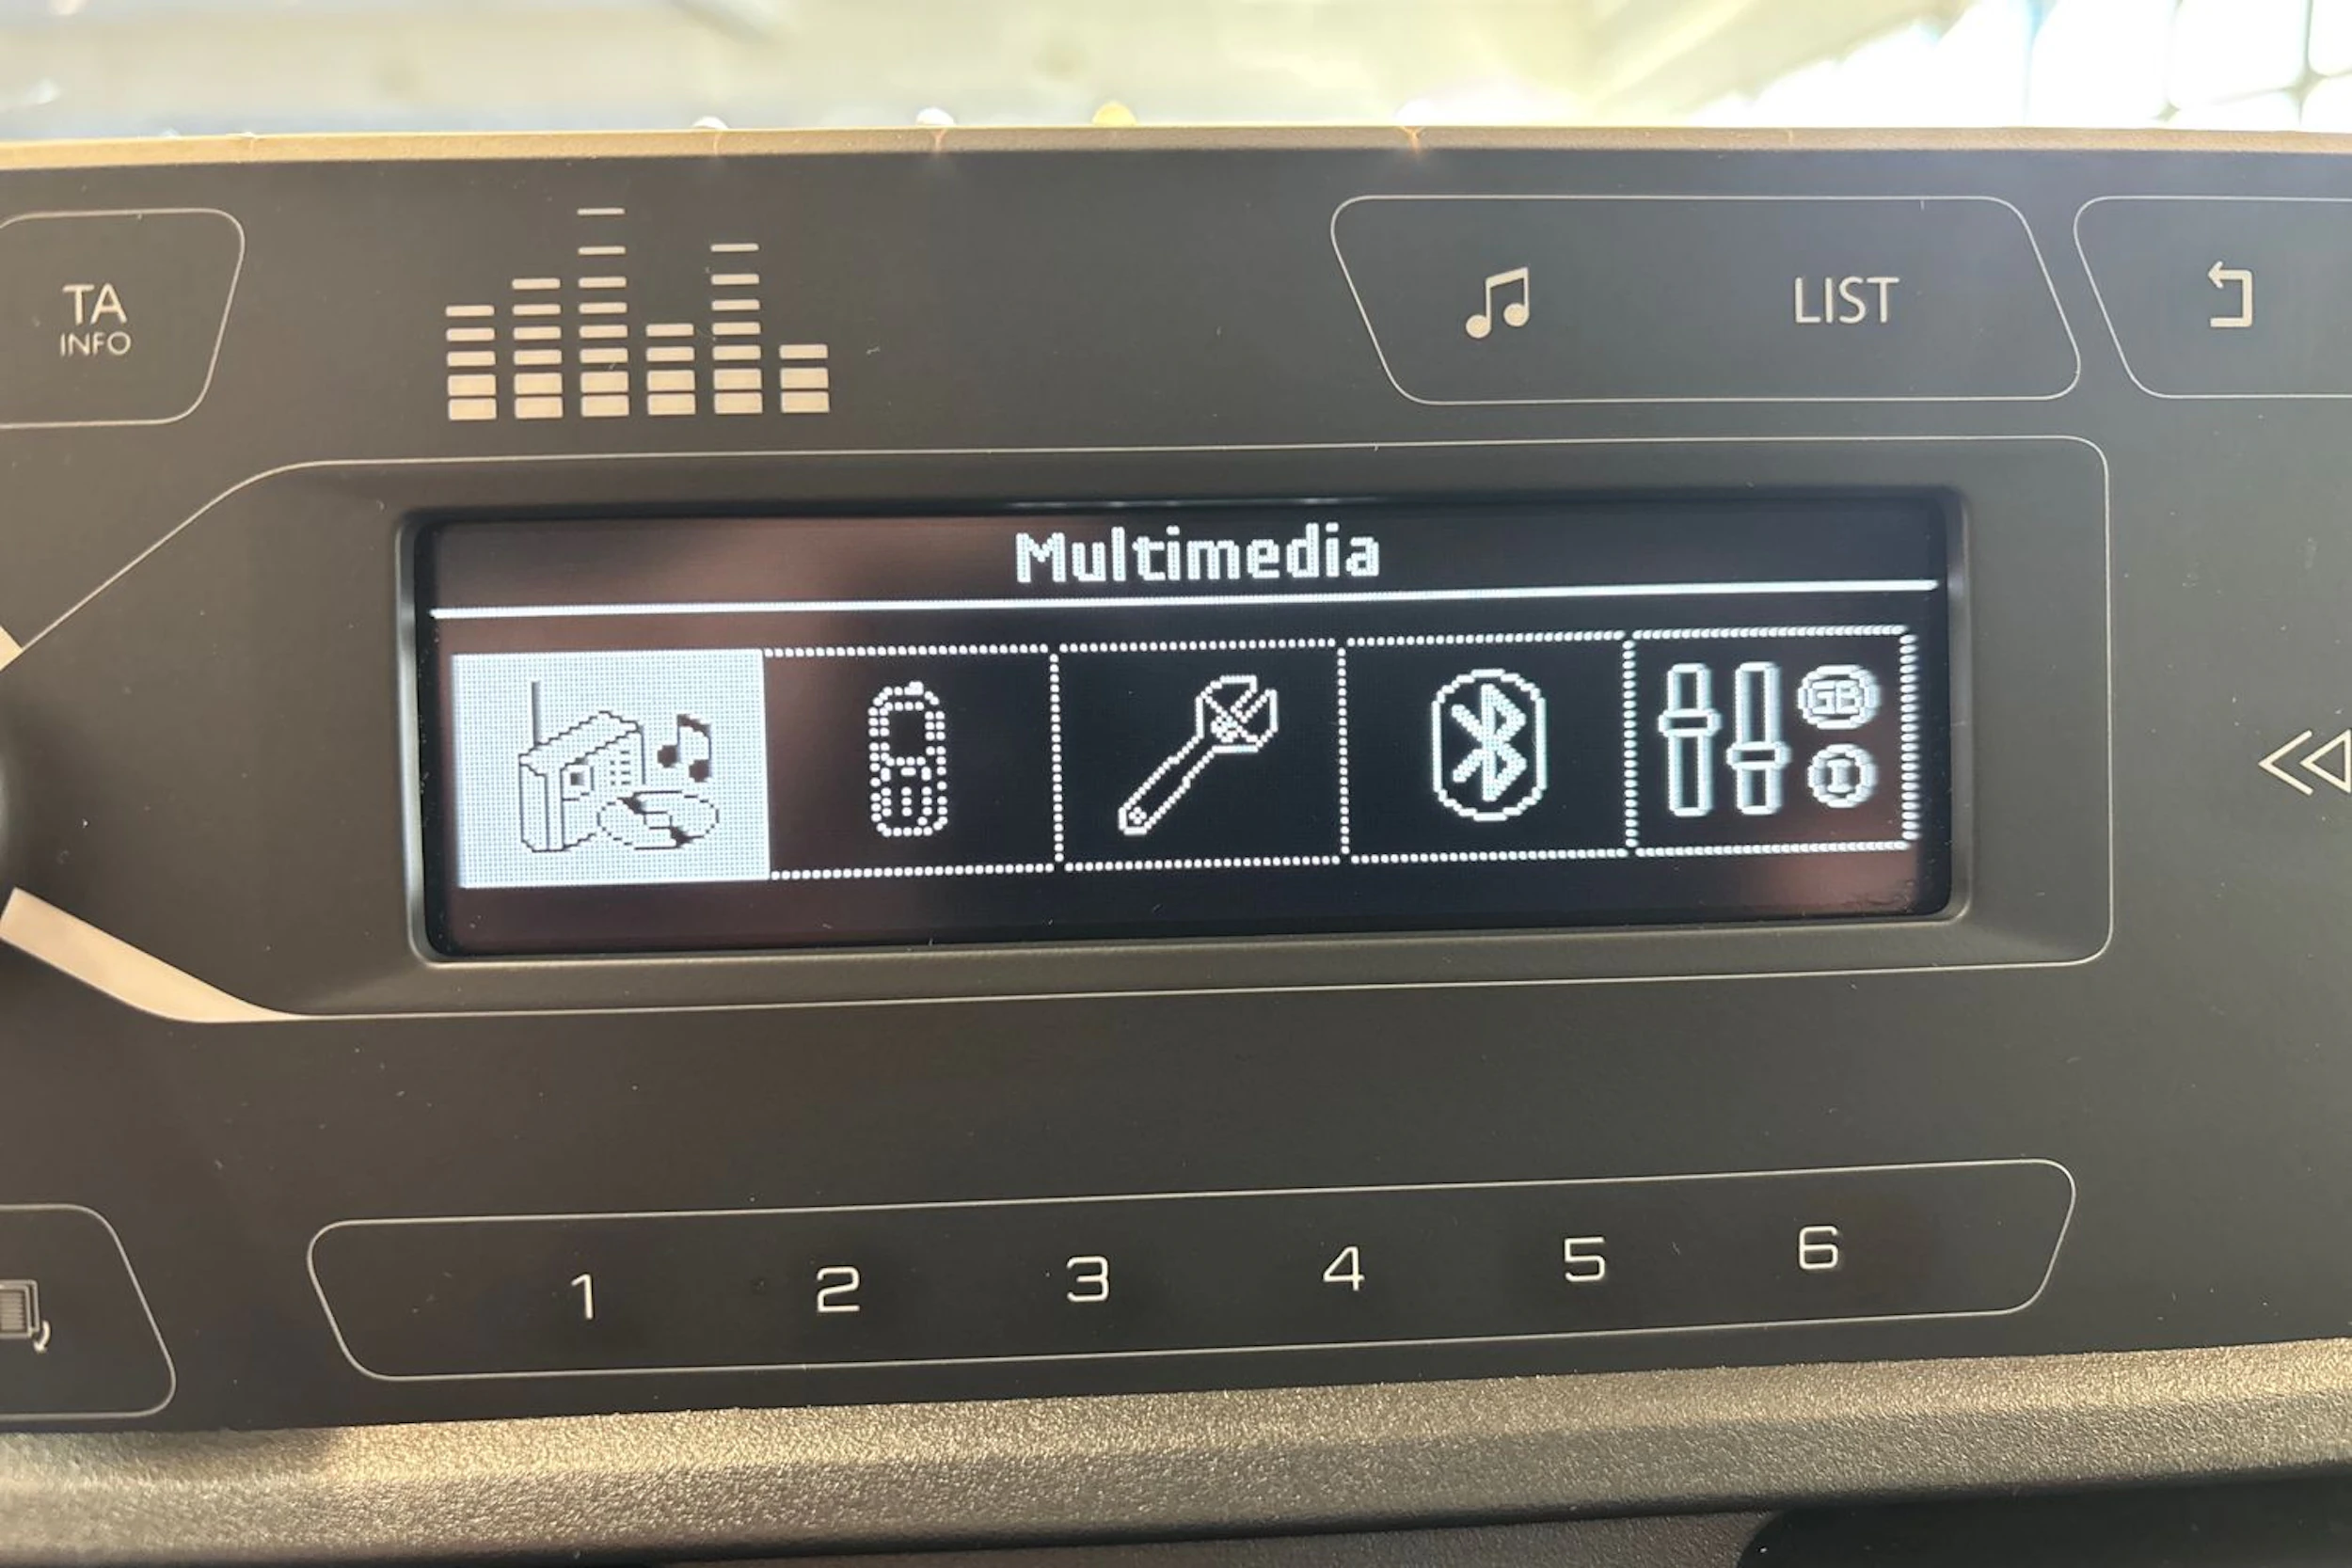 TA
INFO
LIST
Multimedia
GB
I
1 2 3 4 5 6